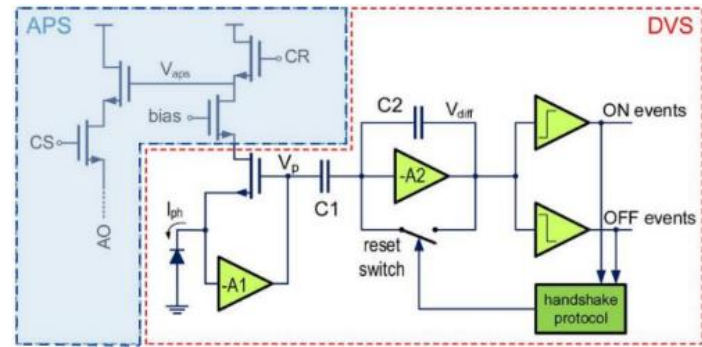 APS
DVS
CR
Vaps
bias
CS
C2
Vdiff
ON events
Vp
-A2
C1
Iph
OFF events
AO
reset
switch
-A1
handshake
protocol